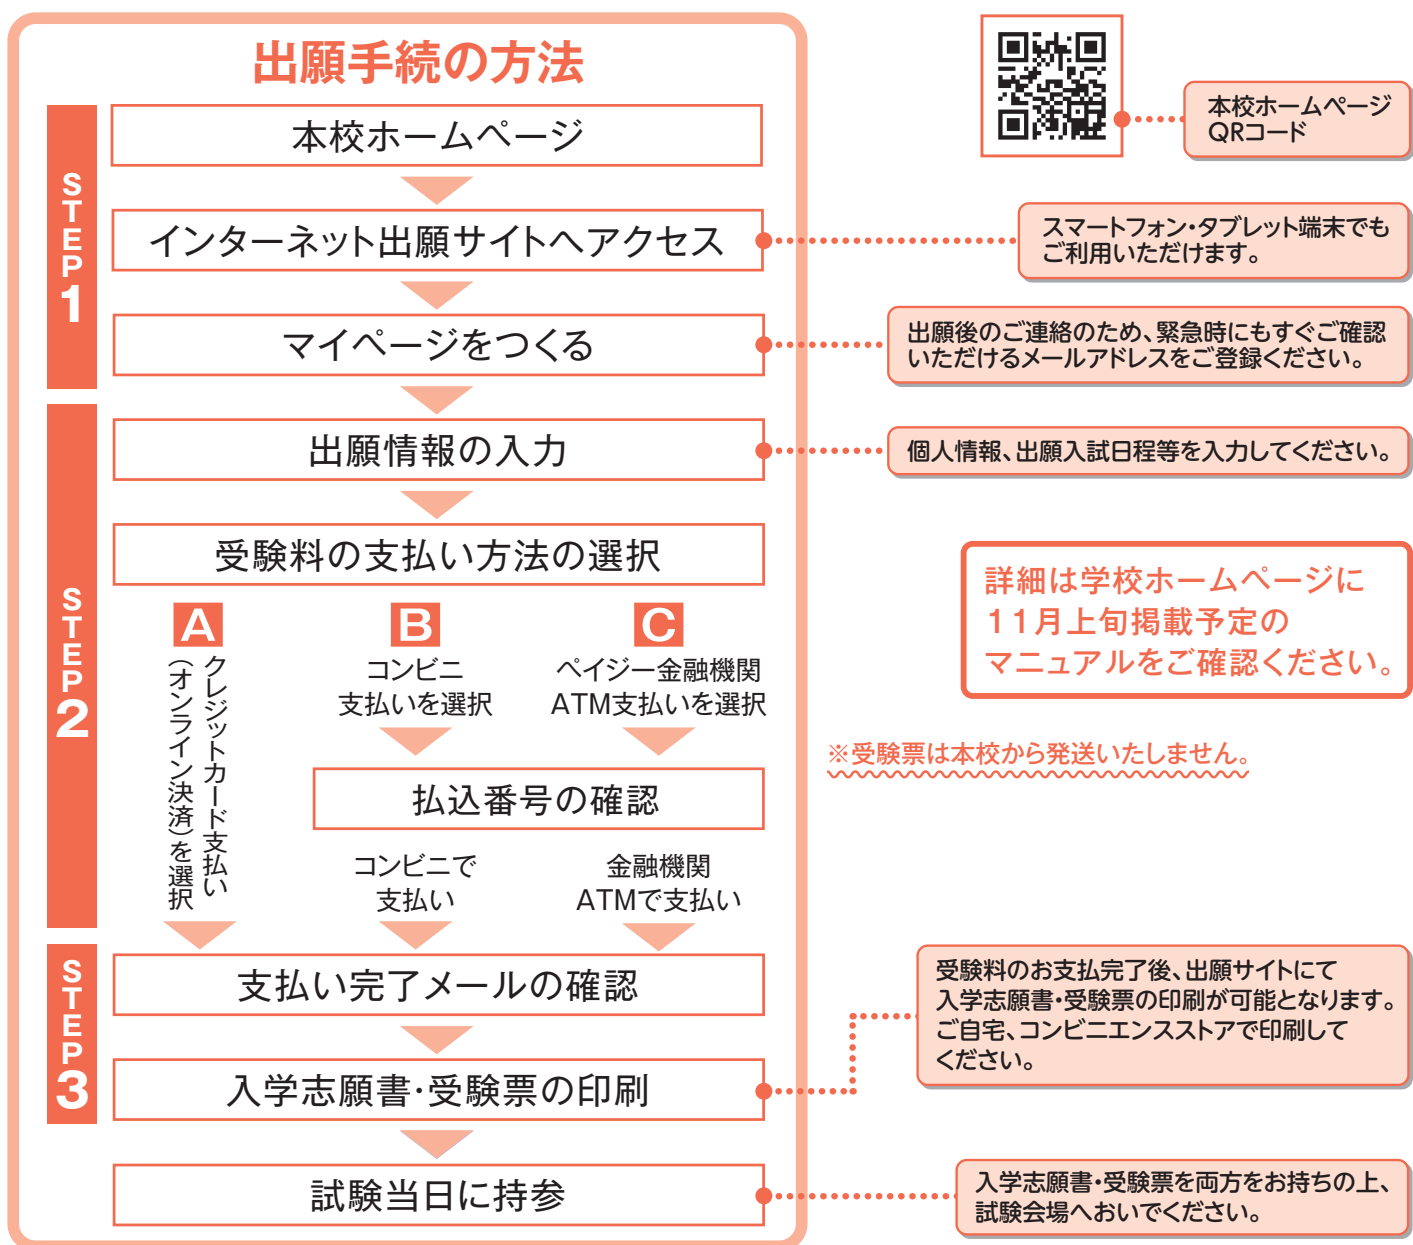 出願手続の方法
STEP1
本校ホームページ
インターネット出願サイトへアクセス
マイページをつくる
本校ホームページ
QRコード
スマートフォン・タブレット端末でも
ご利用いただけます。
出願後のご連絡のため、緊急時にもすぐご確認
いただけるメールアドレスをご登録ください。
STEP2
出願情報の入力
個人情報、出願入試日程等を入力してください。
受験料の支払い方法の選択
A
クレジットカード支払い
（オンライン決済）を選択
B
コンビニ
支払いを選択
C
ペイジー金融機関
ATM支払いを選択
払込番号の確認
コンビニで
支払い
金融機関
ATMで支払い
詳細は学校ホームページに
11月上旬掲載予定の
マニュアルをご確認ください。
※受験票は本校から発送いたしません。
STEP3
支払い完了メールの確認
入学志願書・受験票の印刷
受験料のお支払完了後、出願サイトにて
入学志願書・受験票の印刷が可能となります。
ご自宅、コンビニエンスストアで印刷して
ください。
試験当日に持参
入学志願書・受験票を両方をお持ちの上、
試験会場へおいでください。